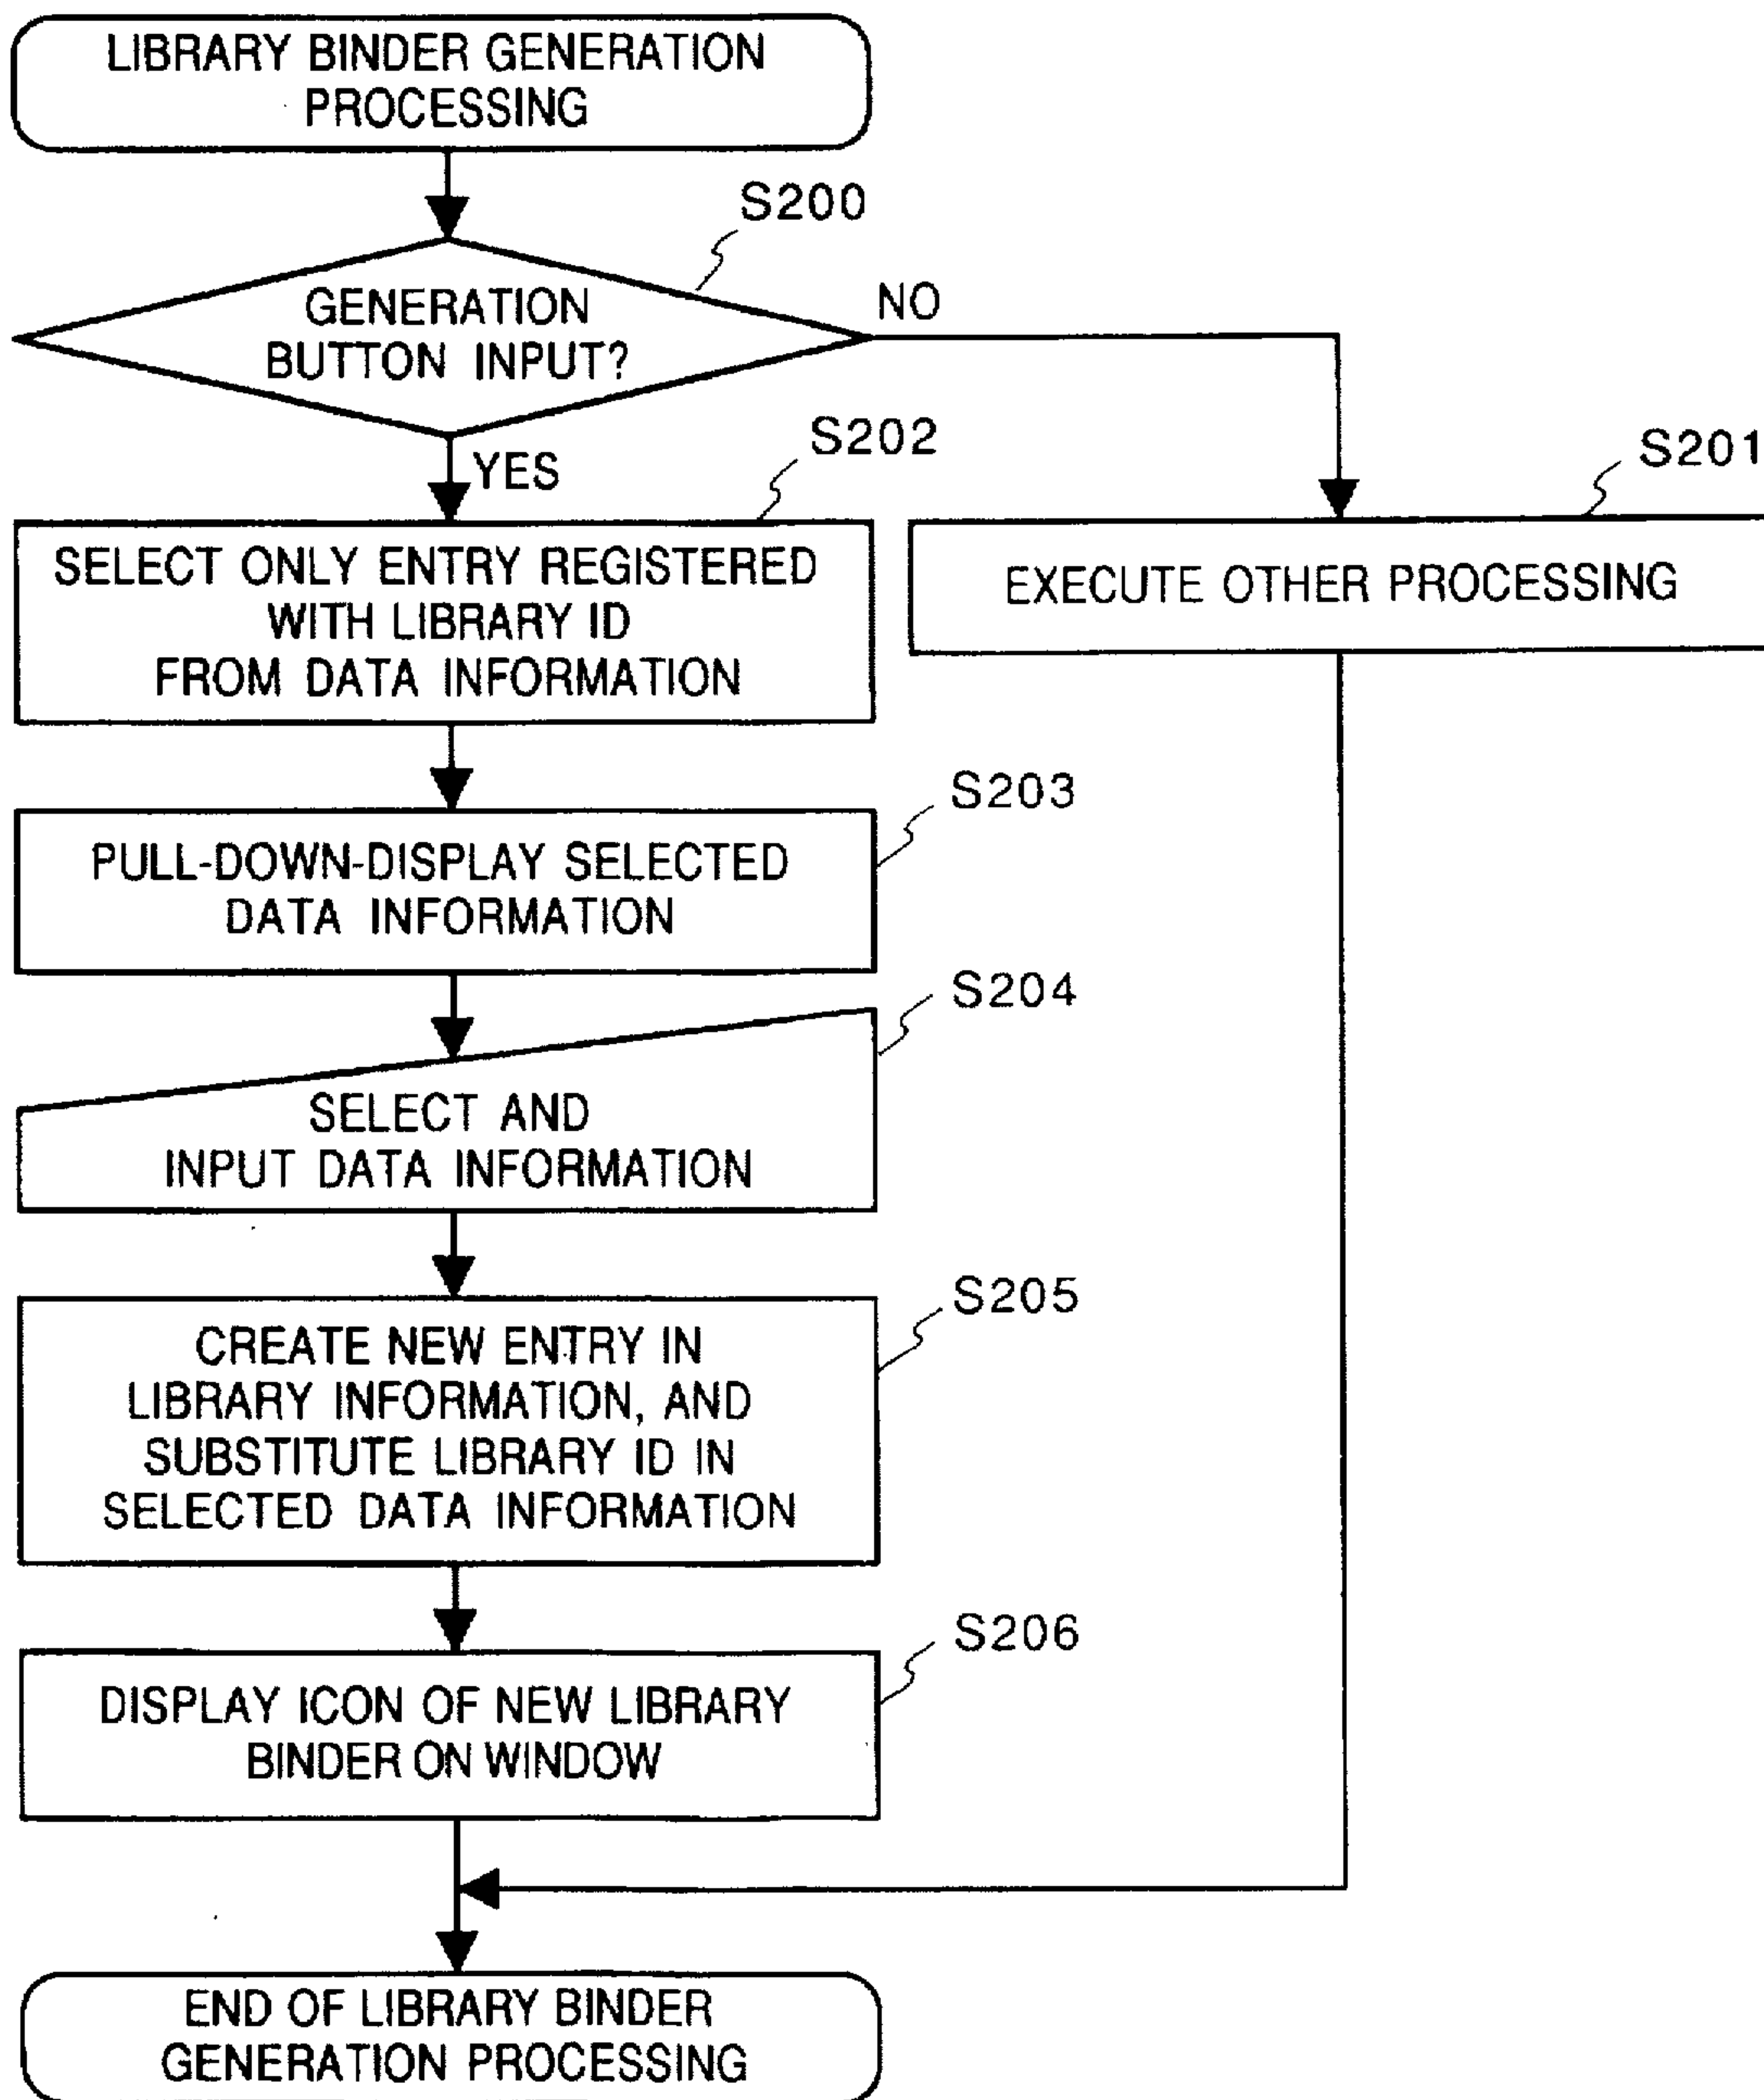 LIBRARY BINDER GENERATION
PROCESSING
S200
GENERATION
BUTTON INPUT?
NO
YES
S202
S201
SELECT ONLY ENTRY REGISTERED
WITH LIBRARY ID
FROM DATA INFORMATION
EXECUTE OTHER PROCESSING
S203
PULL-DOWN-DISPLAY SELECTED
DATA INFORMATION
S204
SELECT AND
INPUT DATA INFORMATION
S205
CREATE NEW ENTRY IN
LIBRARY INFORMATION, AND
SUBSTITUTE LIBRARY ID IN
SELECTED DATA INFORMATION
S206
DISPLAY ICON OF NEW LIBRARY
BINDER ON WINDOW
END OF LIBRARY BINDER
GENERATION PROCESSING